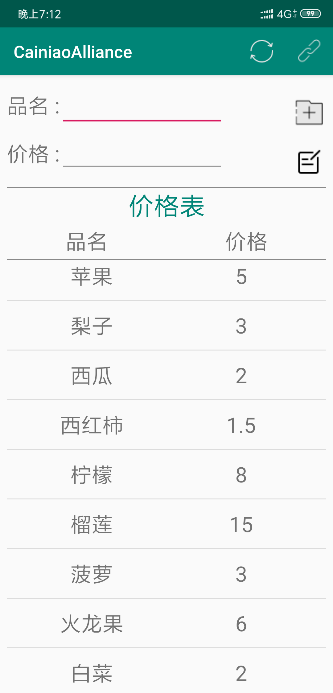 晚上7:12 4G 99
CainiaoAlliance
品名 :
价格 :
价格表
品名 价格
苹果 5
梨子 3
西瓜 2
西红柿 1.5
柠檬 8
榴莲 15
菠萝 3
火龙果 6
白菜 2